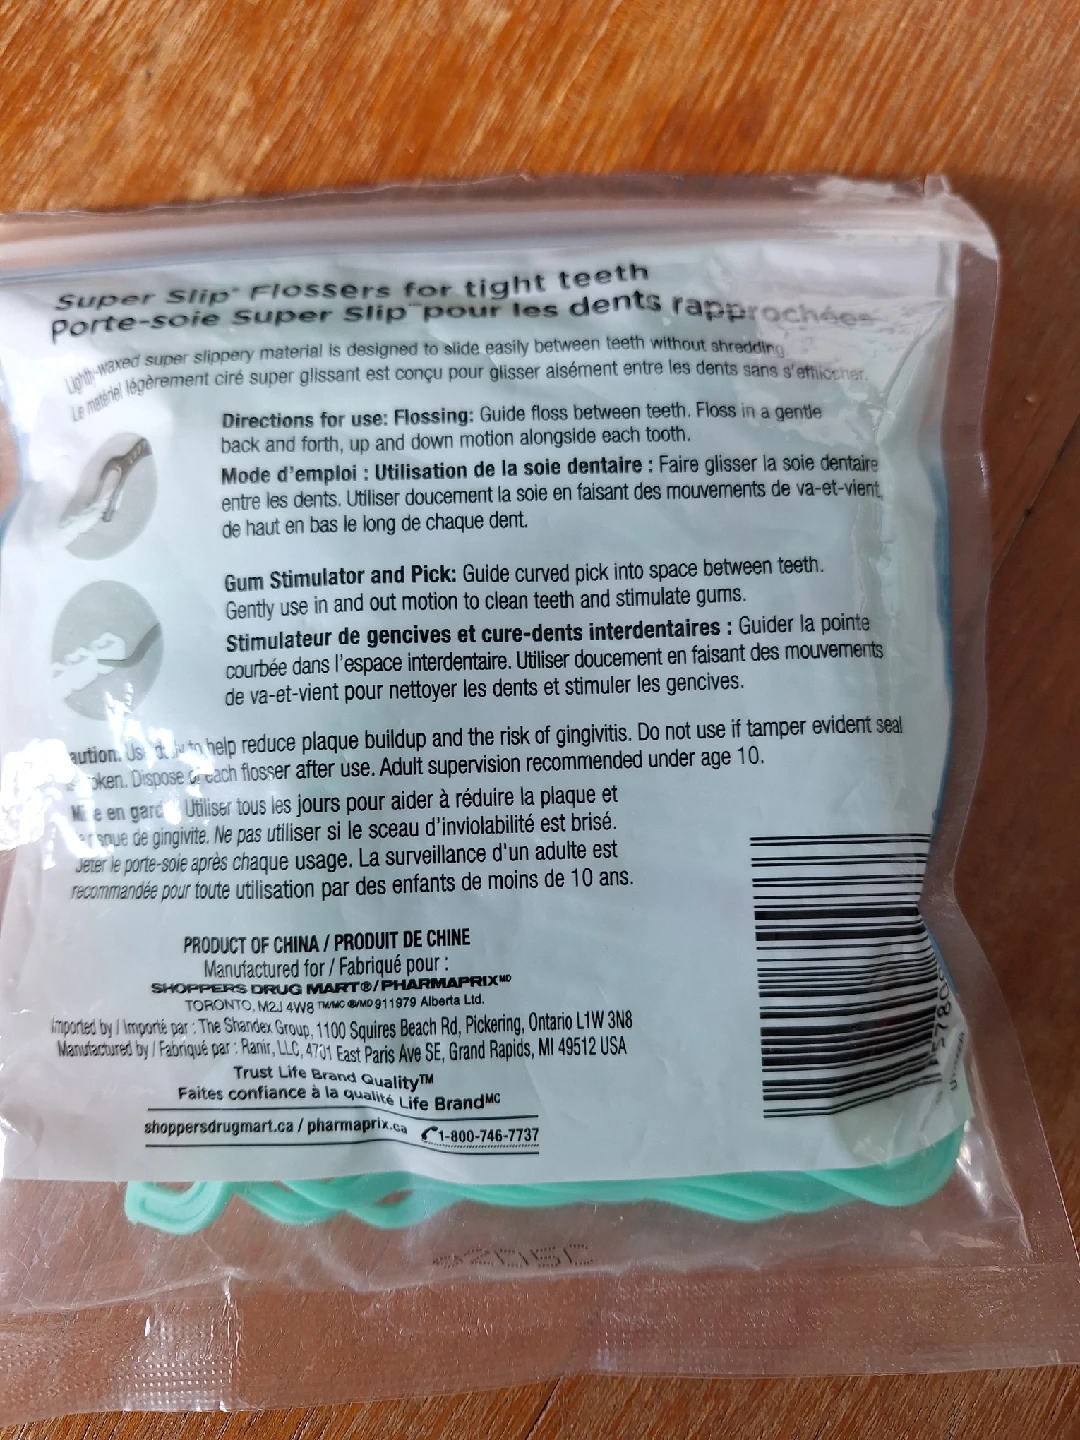 Super Slip® Flossers for tight teeth
Porte-soie Super Slip™ pour les dents rapprochées
Lightly-waxed super slippery material is designed to slide easily between teeth without shredding.
Le matériel légèrement ciré super glissant est conçu pour glisser aisément entre les dents sans s'effilocher.
Directions for use: Flossing: Guide floss between teeth. Floss in a gentle
back and forth, up and down motion alongside each tooth.
Mode d'emploi : Utilisation de la soie dentaire : Faire glisser la soie dentaire
entre les dents. Utiliser doucement la soie en faisant des mouvements de va-et-vient,
de haut en bas le long de chaque dent.
Gum Stimulator and Pick: Guide curved pick into space between teeth.
Gently use in and out motion to clean teeth and stimulate gums.
Stimulateur de gencives et cure-dents interdentaires : Guider la pointe
courbée dans l'espace interdentaire. Utiliser doucement en faisant des mouvements
de va-et-vient pour nettoyer les dents et stimuler les gencives.
aution. Use to help reduce plaque buildup and the risk of gingivitis. Do not use if tamper evident seal
oken. Dispose of each flosser after use. Adult supervision recommended under age 10.
Mise en garde Utiliser tous les jours pour aider à réduire la plaque et
risque de gingivite. Ne pas utiliser si le sceau d'inviolabilité est brisé.
Jeter le porte-soie après chaque usage. La surveillance d'un adulte est
recommandée pour toute utilisation par des enfants de moins de 10 ans.
PRODUCT OF CHINA / PRODUIT DE CHINE
Manufactured for / Fabriqué pour :
SHOPPERS DRUG MART®/PHARMAPRIX MD
TORONTO, M2J 4W8 TM/MC ®/MD 911979 Alberta Ltd.
Imported by / Importé par : The Shandex Group, 1100 Squires Beach Rd, Pickering, Ontario L1W 3N8
Manufactured by / Fabriqué par : Ranir, LLC, 4701 East Paris Ave SE, Grand Rapids, MI 49512 USA
Trust Life Brand Quality™
Faites confiance à la qualité Life Brand MC
shoppersdrugmart.ca / pharmaprix.ca 1-800-746-7737